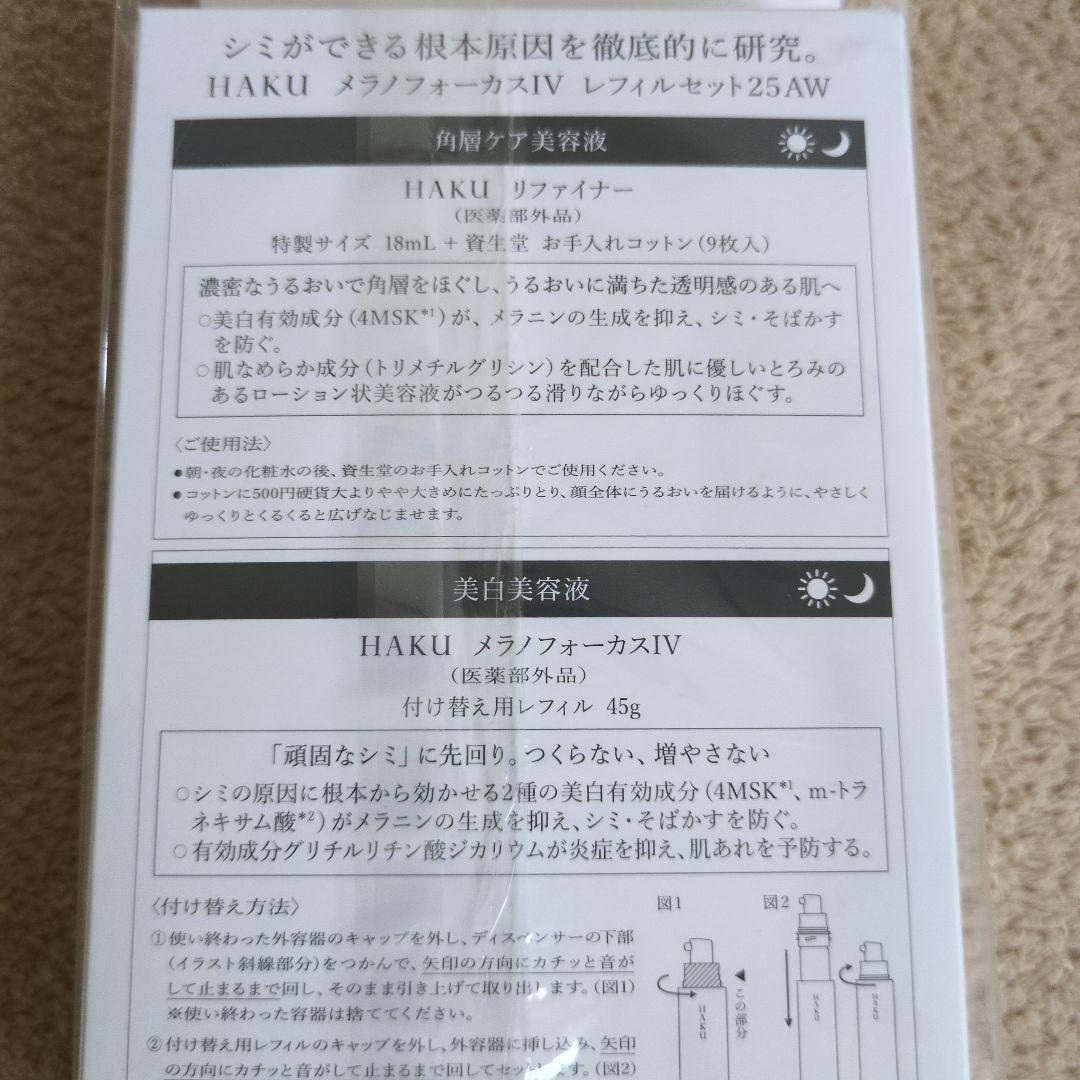 シミができる根本原因を徹底的に研究。
HAKU メラノフォーカスIV レフィルセット25AW
角層ケア美容液
HAKU リファイナー
（医薬部外品）
特製サイズ 18mL + 資生堂 お手入れコットン（9枚入）
濃密なうるおいで角層をほぐし、うるおいに満ちた透明感のある肌へ
○美白有効成分（4MSK*1）が、メラニンの生成を抑え、シミ・そばかす
を防ぐ。
○肌なめらか成分（トリメチルグリシン）を配合した肌に優しいとろみの
あるローション状美容液がつるつる滑りながらゆっくりほぐす。
〈ご使用法〉
●朝・夜の化粧水の後、資生堂のお手入れコットンでご使用ください。
●コットンに500円硬貨大よりやや大きめにたっぷりとり、顔全体にうるおいを届けるように、やさしく
ゆっくりとくるくると広げなじませます。
美白美容液
HAKU メラノフォーカスIV
（医薬部外品）
付け替え用レフィル 45g
「頑固なシミ」に先回り。つくらない、増やさない
○シミの原因に根本から効かせる2種の美白有効成分（4MSK*1、m-トラ
ネキサム酸*2）がメラニンの生成を抑え、シミ・そばかすを防ぐ。
○有効成分グリチルリチン酸ジカリウムが炎症を抑え、肌あれを予防する。
〈付け替え方法〉
①使い終わった外容器のキャップを外し、ディスペンサーの下部
（イラスト斜線部分）をつかんで、矢印の方向にカチッと音が
して止まるまで回し、そのまま引き上げて取り出します。（図1）
※使い終わった容器は捨ててください。
②付け替え用レフィルのキャップを外し、外容器に挿し込み、矢印
の方向にカチッと音がして止まるまで回してセットします。（図2）
図1
図2
この部分
HAKU
HAKU
HAKU